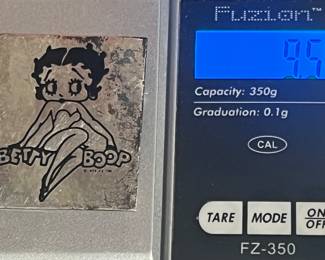 Fuzion™
9.5
Capacity: 350g
Graduation: 0.1g
CAL
TARE
MODE
ON/
OFF
FZ-350
BETTY BOOP